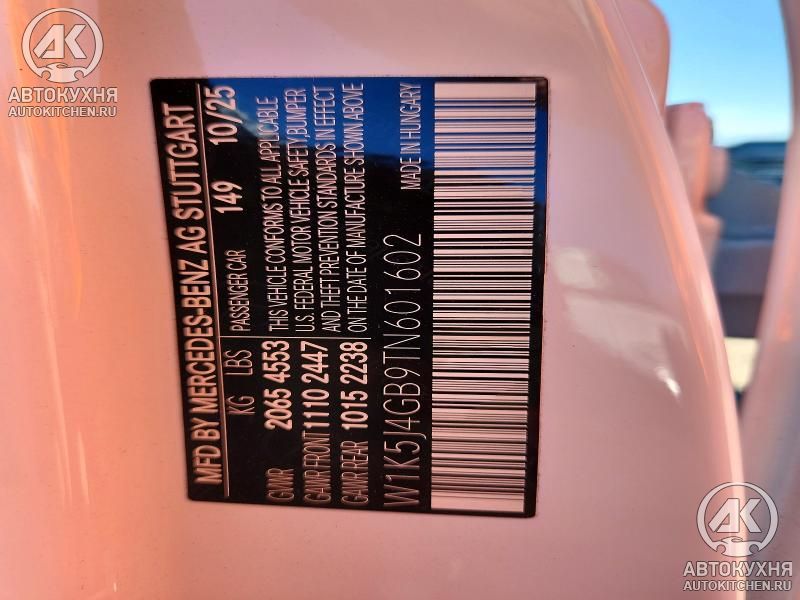 AK
АВТОКУХНЯ
AUTOKITCHEN.RU
MFD BY MERCEDES-BENZ AG STUTTGART
KG LBS PASSENGER CAR 149 10/25
GVWR 2065 4553
GAWR FRONT 1110 2447
GAWR REAR 1015 2238
THIS VEHICLE CONFORMS TO ALL APPLICABLE
U.S. FEDERAL MOTOR VEHICLE SAFETY,BUMPER
AND THEFT PREVENTION STANDARDS IN EFFECT
ON THE DATE OF MANUFACTURE SHOWN ABOVE
W1K5J4GB9TN601602 MADE IN HUNGARY
AK
АВТОКУХНЯ
AUTOKITCHEN.RU